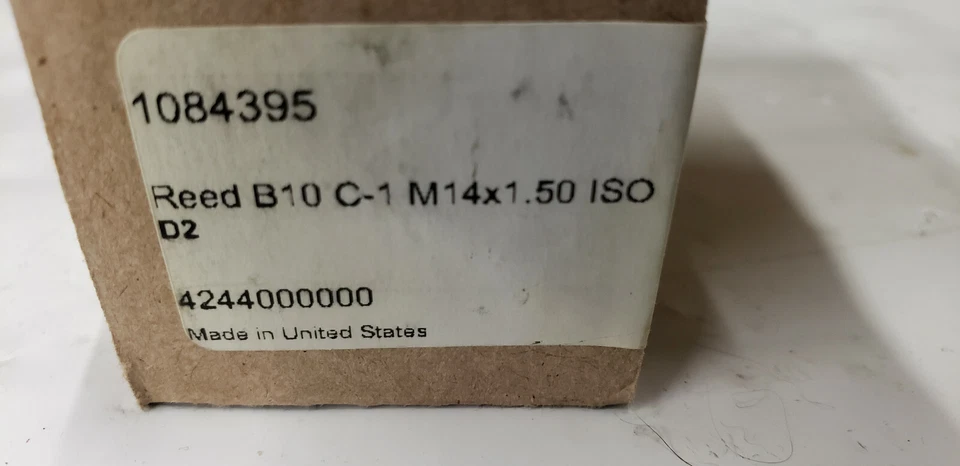 1084395
Reed B10 C-1 M14x1.50 ISO
D2
4244000000
Made in United States